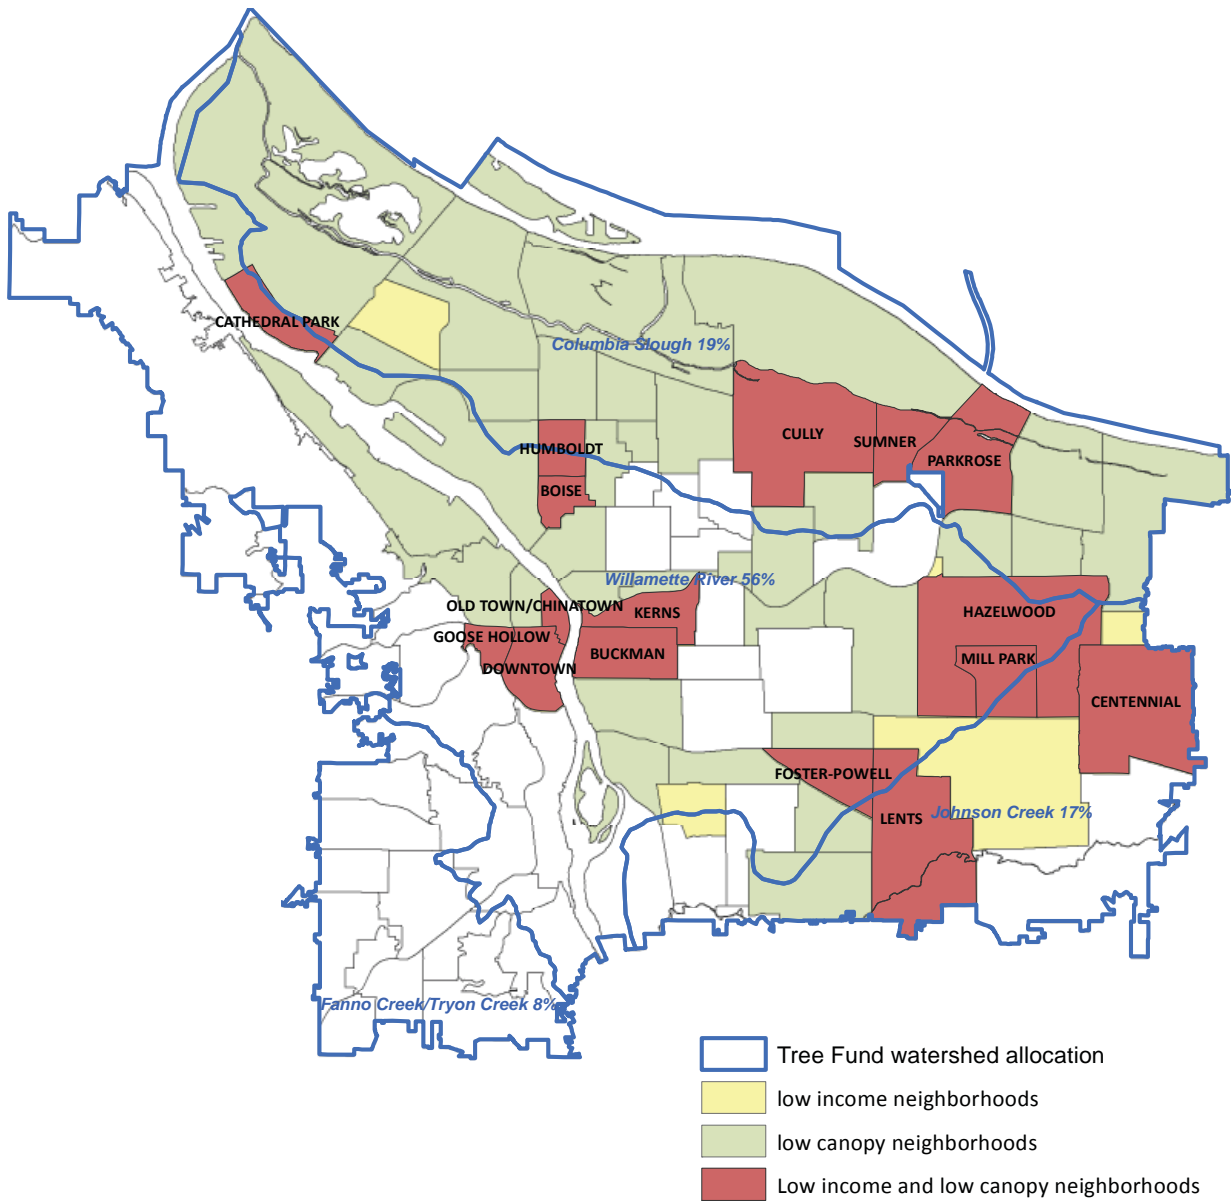 CATHEDRAL PARK
Columbia Slough 19%
CULLY
SUMNER
HUMBOLDT
PARKROSE
BOISE
Willamette River 56%
OLD TOWN/CHINATOWN
KERNS
HAZELWOOD
GOOSE HOLLOW
BUCKMAN
MILL PARK
DOWNTOWN
CENTENNIAL
FOSTER-POWELL
Johnson Creek 17%
LENTS
Fanno Creek/Tryon Creek 8%
Tree Fund watershed allocation
low income neighborhoods
low canopy neighborhoods
Low income and low canopy neighborhoods